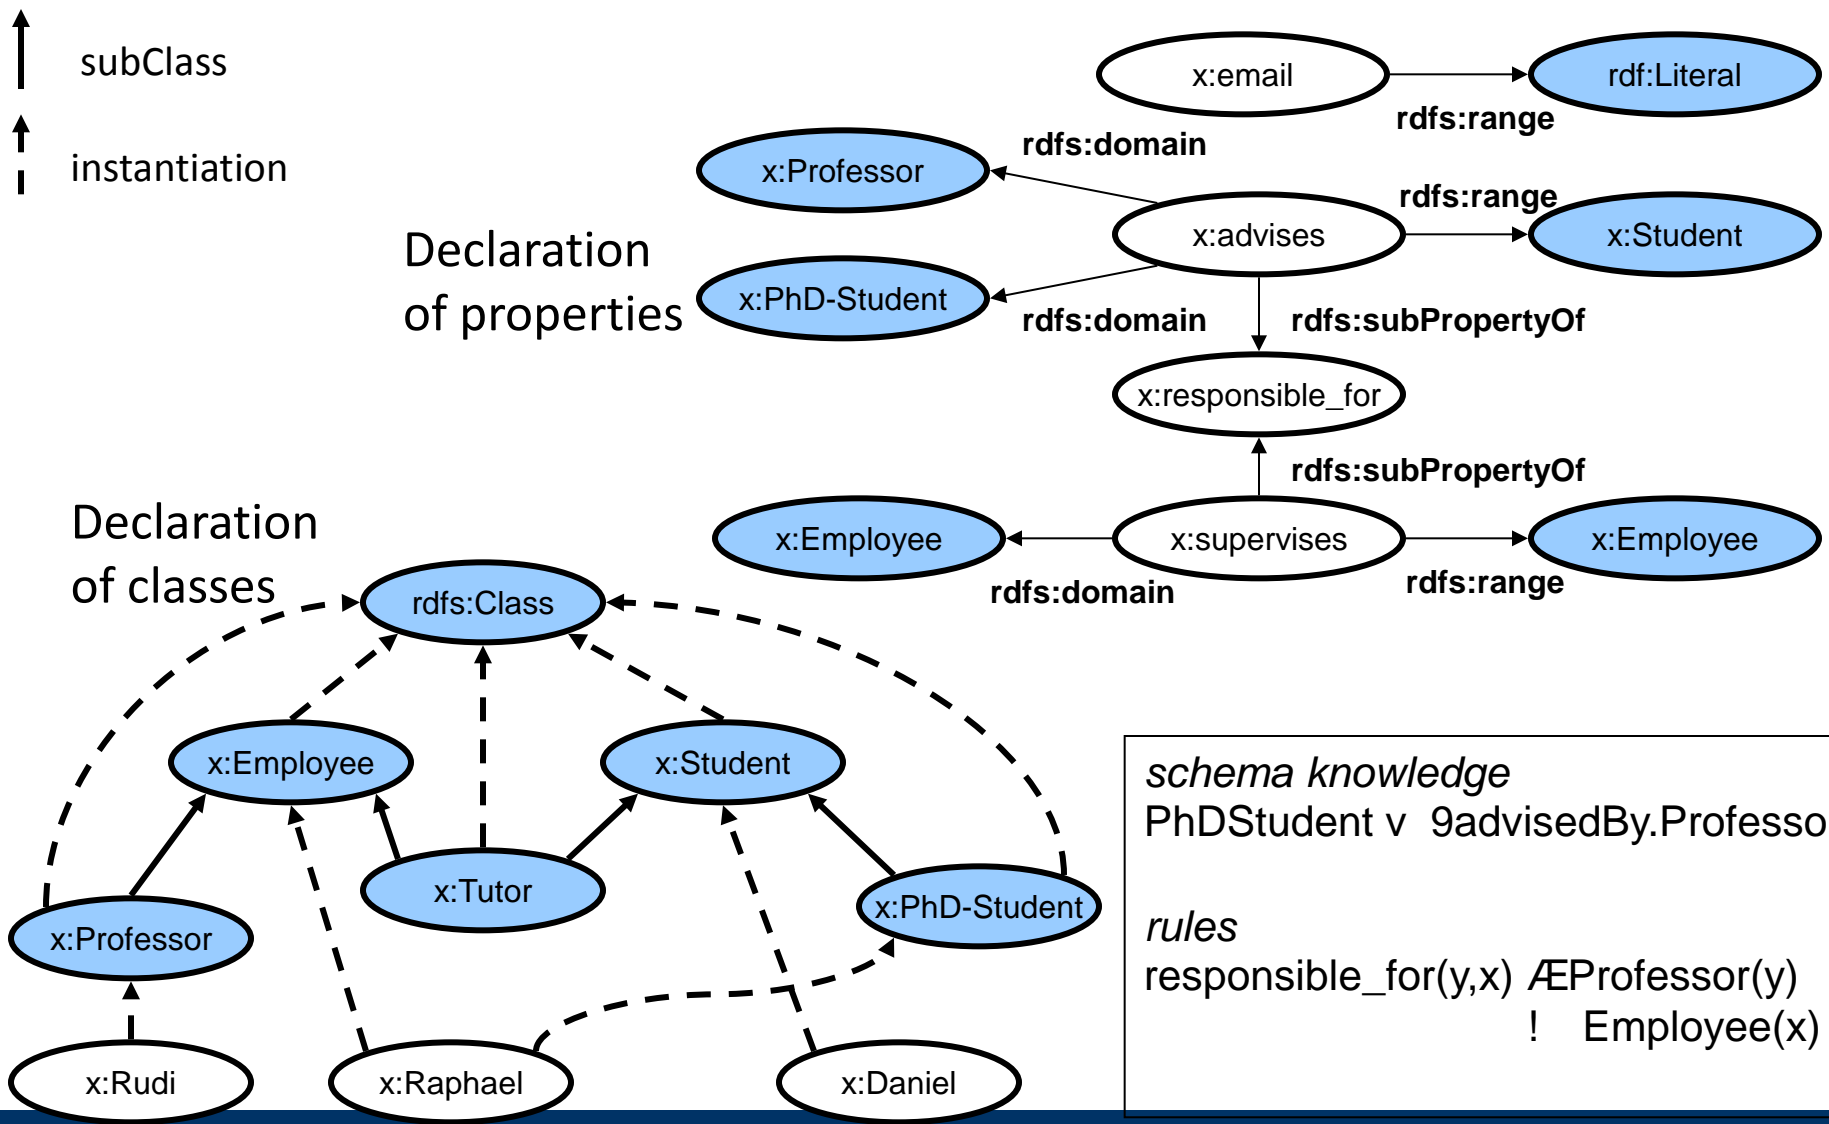 subClass
instantiation
x:email
rdf:Literal
rdfs:range
rdfs:domain
x:Professor
rdfs:range
Declaration
of properties
x:advises
x:Student
x:PhD-Student
rdfs:domain
rdfs:subPropertyOf
x:responsible_for
rdfs:subPropertyOf
Declaration
of classes
x:Employee
x:supervises
x:Employee
rdfs:domain
rdfs:range
rdfs:Class
x:Employee
x:Student
x:Tutor
x:PhD-Student
x:Professor
x:Rudi
x:Raphael
x:Daniel
schema knowledge
PhDStudent v 9advisedBy.Professo
rules
responsible_for(y,x) ÆProfessor(y)
! Employee(x)